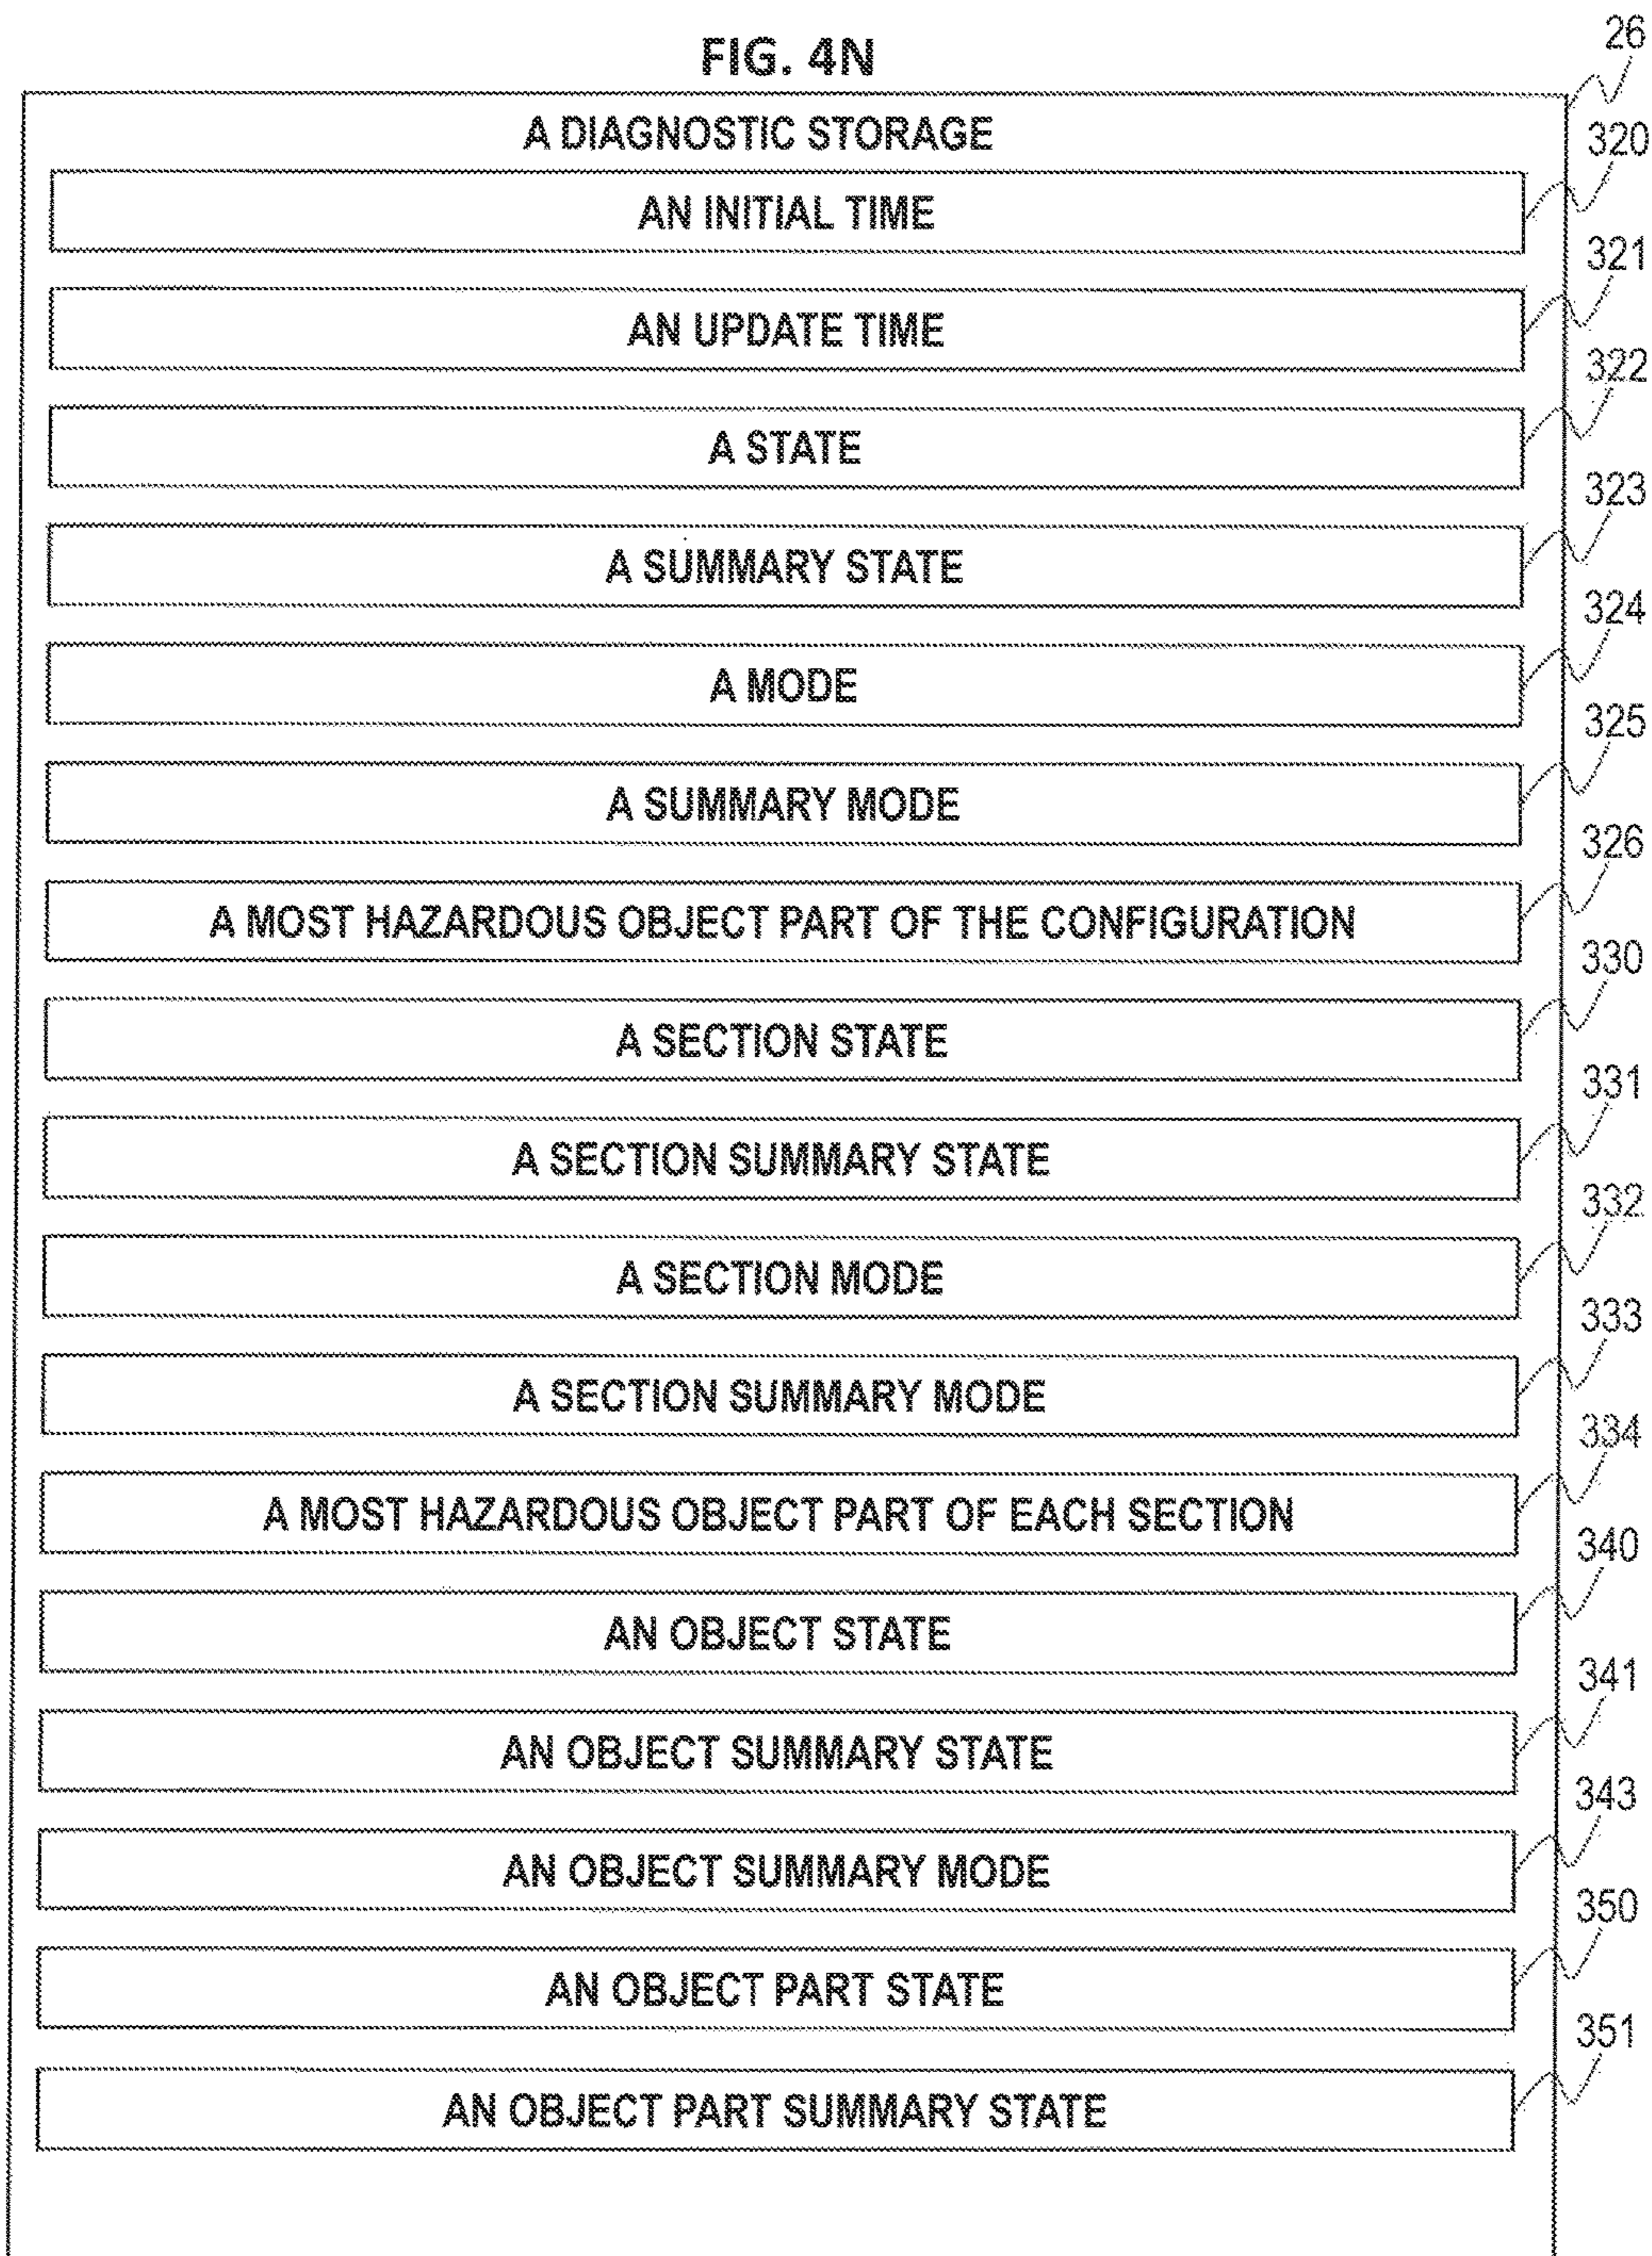 FIG. 4N
26
A DIAGNOSTIC STORAGE
320
AN INITIAL TIME
321
AN UPDATE TIME
322
A STATE
323
A SUMMARY STATE
324
A MODE
325
A SUMMARY MODE
326
A MOST HAZARDOUS OBJECT PART OF THE CONFIGURATION
330
A SECTION STATE
331
A SECTION SUMMARY STATE
332
A SECTION MODE
333
A SECTION SUMMARY MODE
334
A MOST HAZARDOUS OBJECT PART OF EACH SECTION
340
AN OBJECT STATE
341
AN OBJECT SUMMARY STATE
343
AN OBJECT SUMMARY MODE
350
AN OBJECT PART STATE
351
AN OBJECT PART SUMMARY STATE